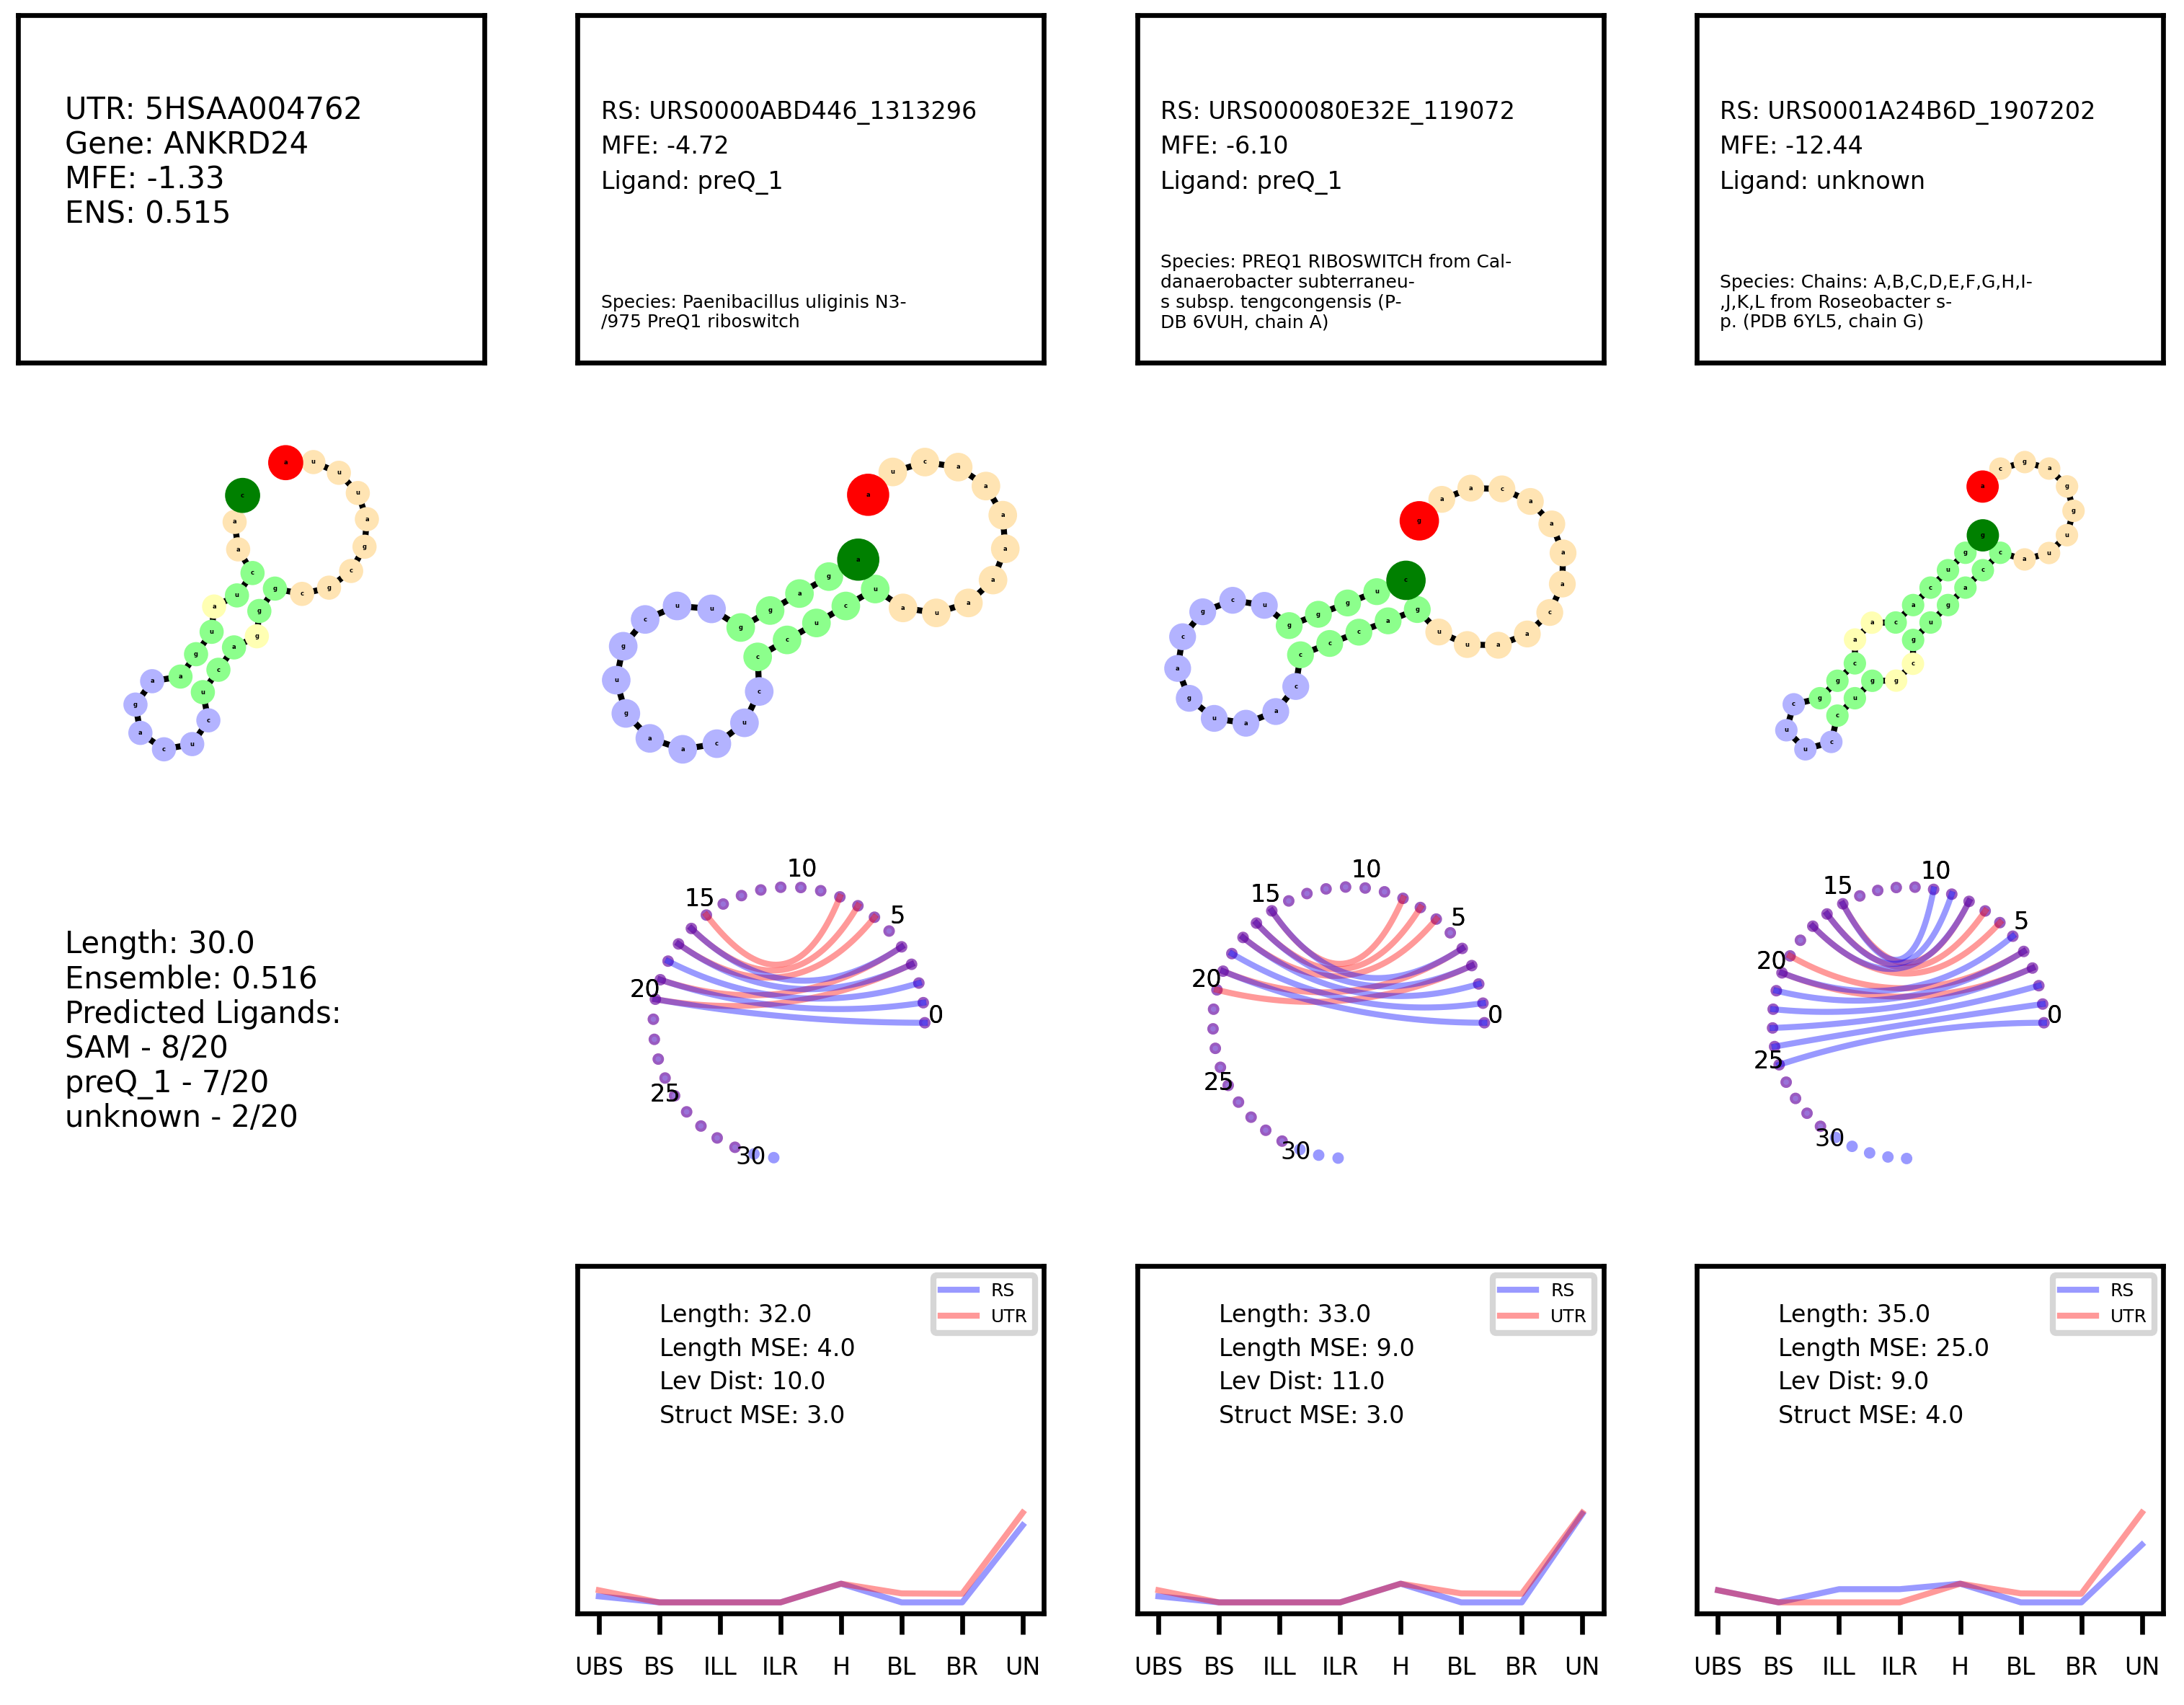 UTR: 5HSAA004762
Gene: ANKRD24
MFE: -1.33
ENS: 0.515
RS: URS0000ABD446_1313296
MFE: -4.72
Ligand: preQ_1
Species: Paenibacillus uliginis N3-
/975 PreQ1 riboswitch
RS: URS000080E32E_119072
MFE: -6.10
Ligand: preQ_1
Species: PREQ1 RIBOSWITCH from Cal-
danaerobacter subterraneu-
s subsp. tengcongensis (P-
DB 6VUH, chain A)
RS: URS0001A24B6D_1907202
MFE: -12.44
Ligand: unknown
Species: Chains: A,B,C,D,E,F,G,H,I-
,J,K,L from Roseobacter s-
p. (PDB 6YL5, chain G)
Length: 30.0
Ensemble: 0.516
Predicted Ligands:
SAM - 8/20
preQ_1 - 7/20
unknown - 2/20
0
5
10
15
20
25
30
0
5
10
15
20
25
30
0
5
10
15
20
25
30
RS
UTR
Length: 32.0
Length MSE: 4.0
Lev Dist: 10.0
Struct MSE: 3.0
UBS BS ILL ILR H BL BR UN
RS
UTR
Length: 33.0
Length MSE: 9.0
Lev Dist: 11.0
Struct MSE: 3.0
UBS BS ILL ILR H BL BR UN
RS
UTR
Length: 35.0
Length MSE: 25.0
Lev Dist: 9.0
Struct MSE: 4.0
UBS BS ILL ILR H BL BR UN